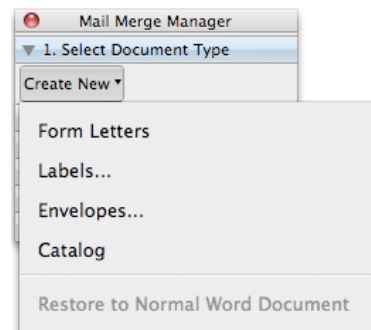 Mail Merge Manager
1. Select Document Type
Create New
Form Letters
Labels...
Envelopes...
Catalog
Restore to Normal Word Document